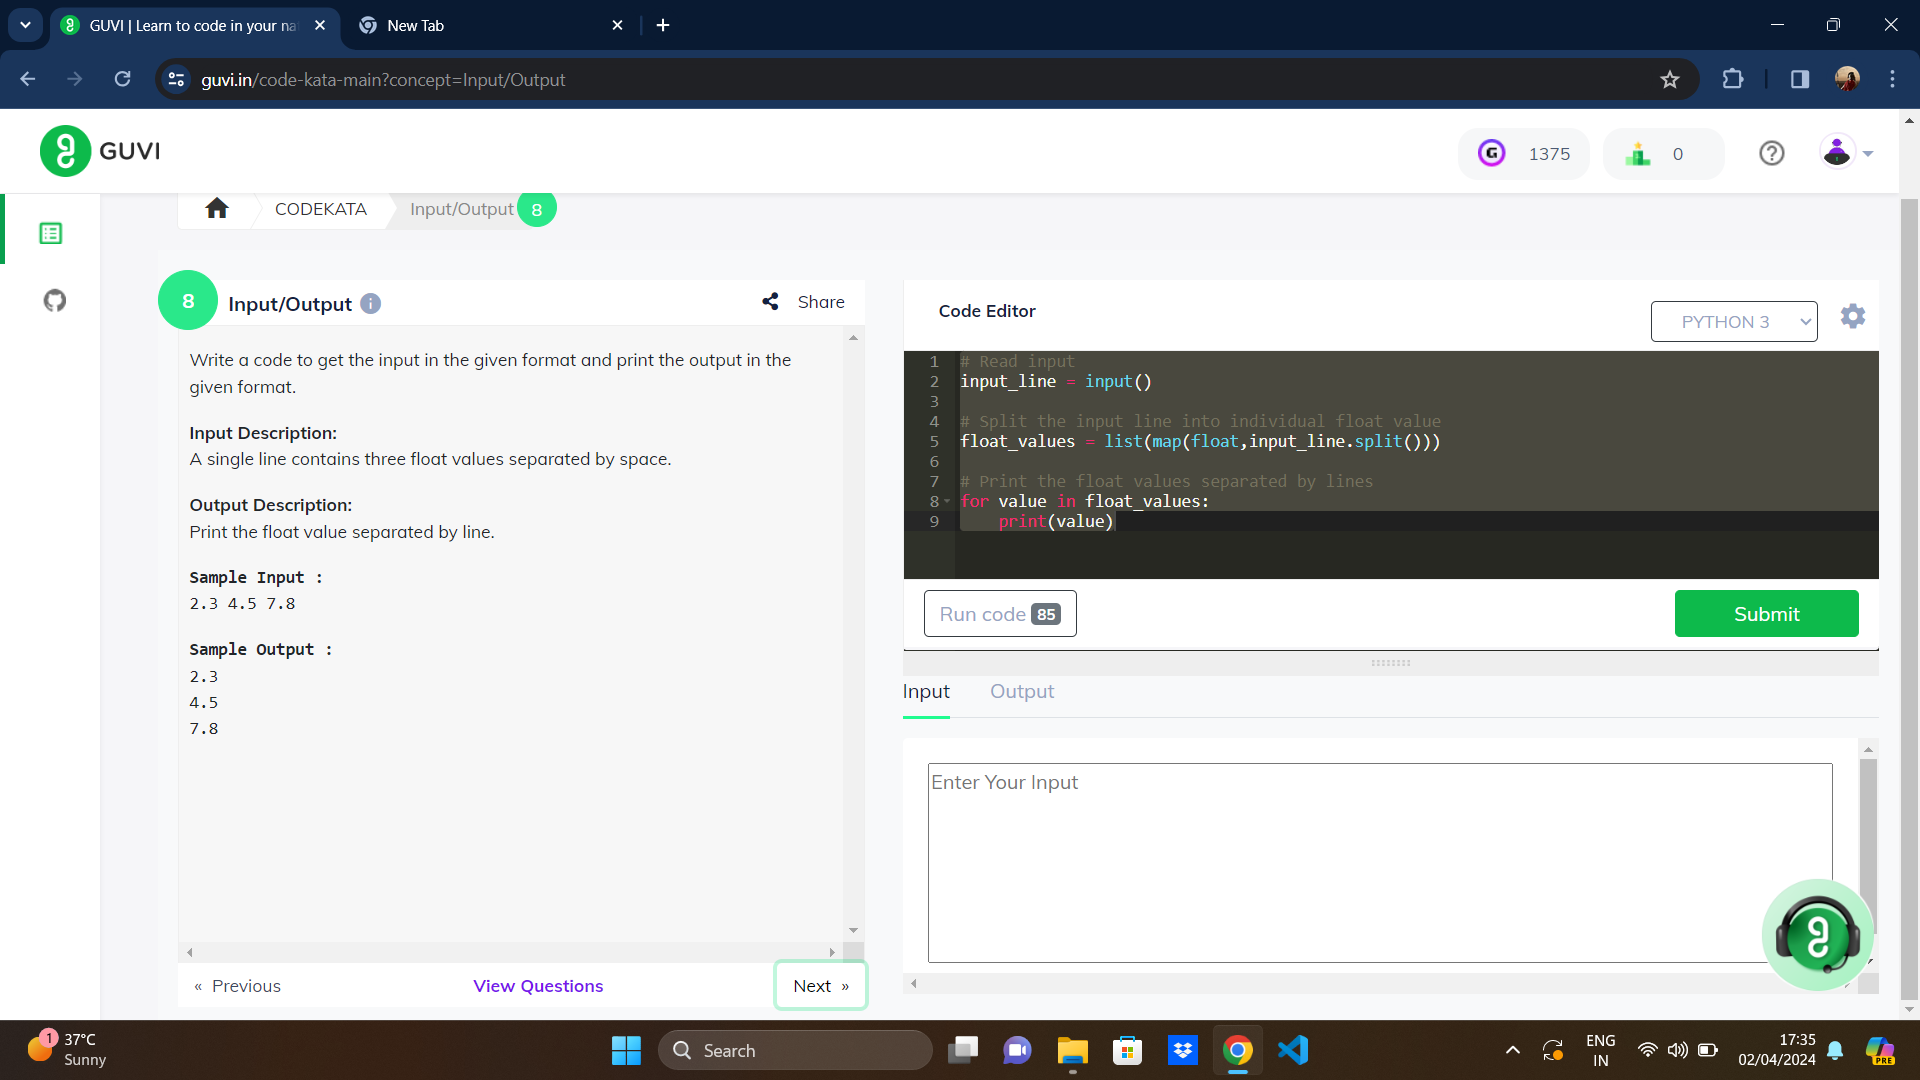 GUVI | Learn to code in your na
New Tab
guvi.in/code-kata-main?concept=Input/Output
GUVI
G
1375
0
CODEKATA
Input/Output
8
8
Input/Output
i
Share
Write a code to get the input in the given format and print the output in the
given format.
Input Description:
A single line contains three float values separated by space.
Output Description:
Print the float value separated by line.
Sample Input :
2.3 4.5 7.8
Sample Output :
2.3
4.5
7.8
« Previous
View Questions
Next »
Code Editor
PYTHON 3
1 # Read input
2 input_line = input()
3
4 # Split the input line into individual float value
5 float_values = list(map(float,input_line.split()))
6
7 # Print the float values separated by lines
8 for value in float_values:
9     print(value)
Run code 85
Submit
Input
Output
Enter Your Input
1
37°C
Sunny
Search
ENG
IN
17:35
02/04/2024
PRE